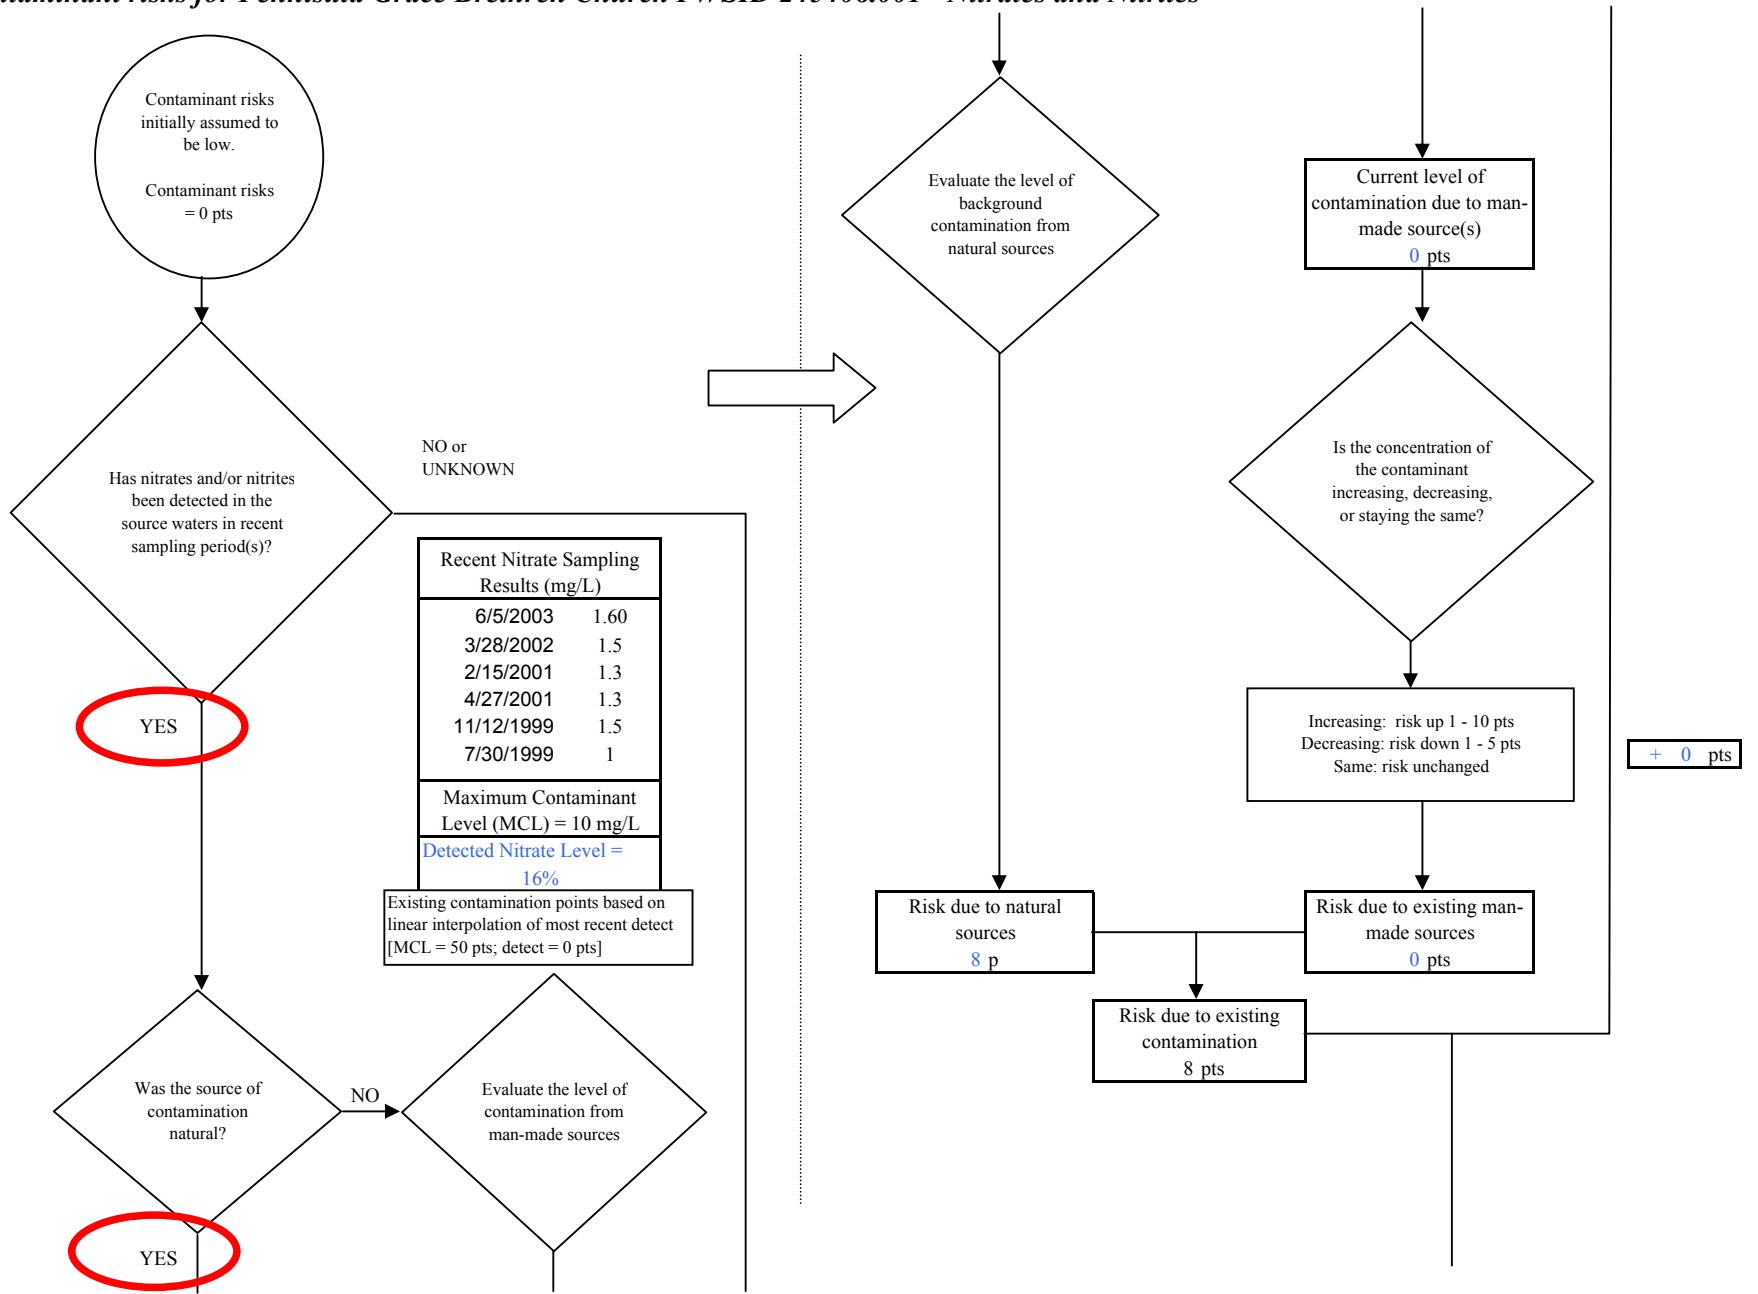 Contaminant risks
initially assumed to
be low.
Contaminant risks
= 0 pts
Has nitrates and/or nitrites
been detected in the
source waters in recent
sampling period(s)?
NO or
UNKNOWN
YES
Recent Nitrate Sampling
Results (mg/L)
6/5/2003 1.60
3/28/2002 1.5
2/15/2001 1.3
4/27/2001 1.3
11/12/1999 1.5
7/30/1999 1
Maximum Contaminant
Level (MCL) = 10 mg/L
Detected Nitrate Level =
16%
Existing contamination points based on
linear interpolation of most recent detect
[MCL = 50 pts; detect = 0 pts]
Was the source of
contamination
natural?
NO
YES
Evaluate the level of
contamination from
man-made sources
Evaluate the level of
background
contamination from
natural sources
Current level of
contamination due to man-
made source(s)
0 pts
Is the concentration of
the contaminant
increasing, decreasing,
or staying the same?
Increasing: risk up 1 - 10 pts
Decreasing: risk down 1 - 5 pts
Same: risk unchanged
+ 0 pts
Risk due to natural
sources
8 p
Risk due to existing man-
made sources
0 pts
Risk due to existing
contamination
8 pts